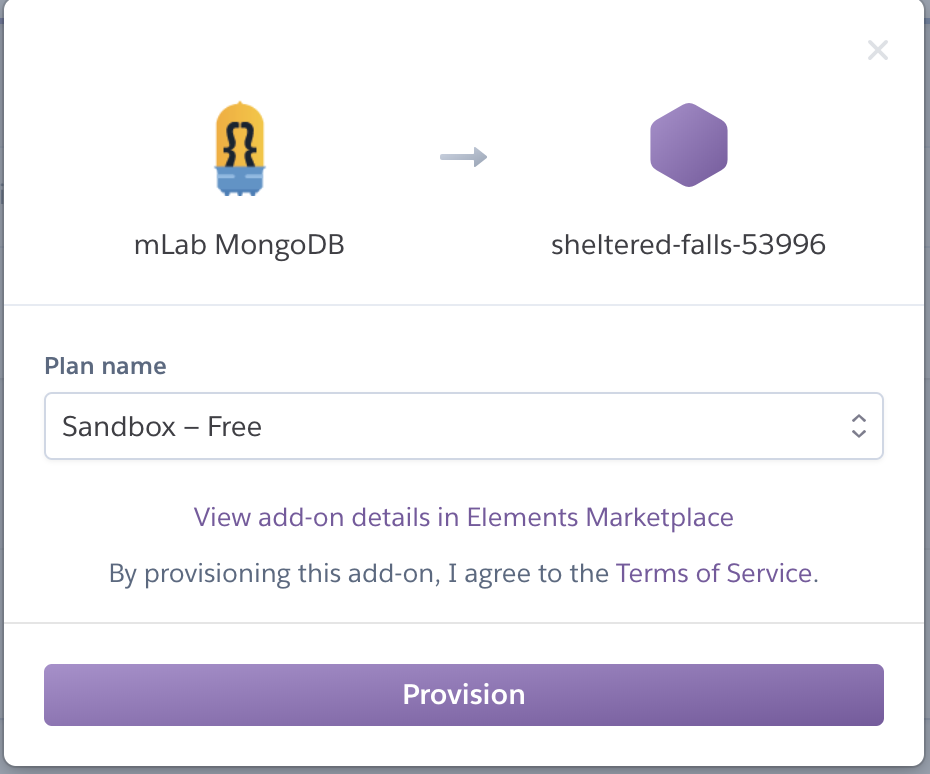 mLab MongoDB
sheltered-falls-53996
Plan name
Sandbox – Free
View add-on details in Elements Marketplace
By provisioning this add-on, I agree to the Terms of Service.
Provision